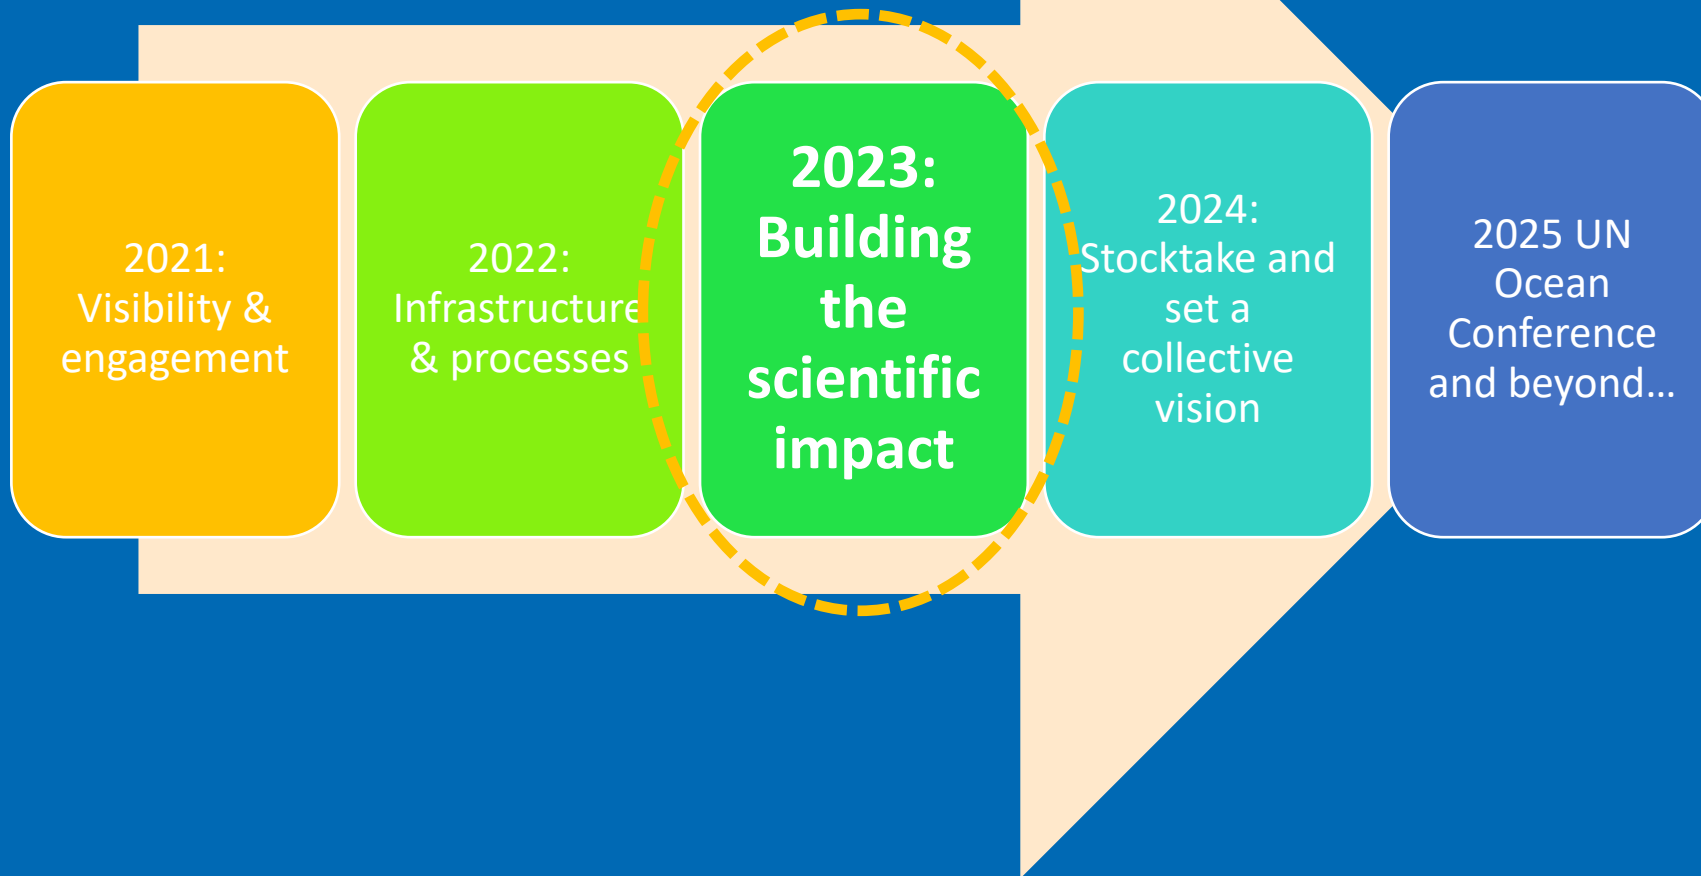 2021:
Visibility &
engagement
2022:
Infrastructure
& processes
2023:
Building
the
scientific
impact
2024:
Stocktake and
set a
collective
vision
2025 UN
Ocean
Conference
and beyond…